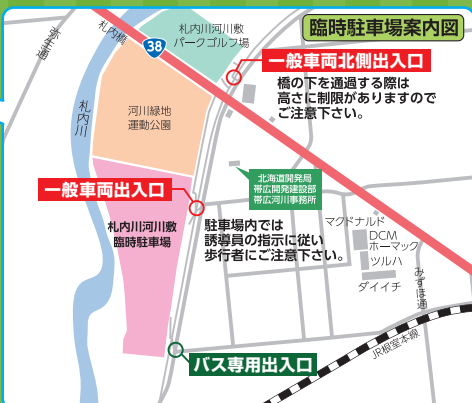 臨時駐車場案内図
弥生通
札内橋
38
札内川河川敷
パークゴルフ場
一般車両北側出入口
橋の下を通過する際は
高さに制限がありますので
ご注意下さい。
札内川
河川緑地
運動公園
北海道開発局
帯広開発建設部
帯広河川事務所
一般車両出入口
札内川河川敷
臨時駐車場
駐車場内では
誘導員の指示に従い
歩行者にご注意下さい。
マクドナルド
DCM
ホーマック
ツルハ
ダイイチ
みずほ通
JR根室本線
バス専用出入口